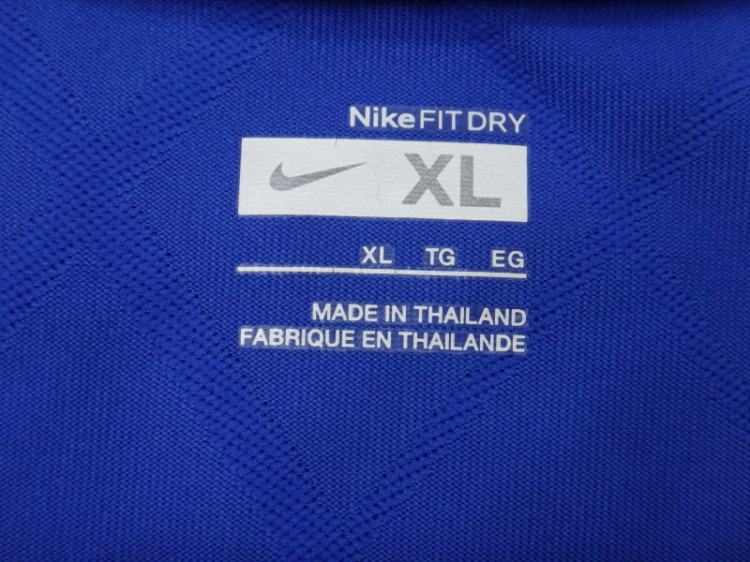 NikeFIT DRY
XL
XL TG EG
MADE IN THAILAND
FABRIQUE EN THAILANDE